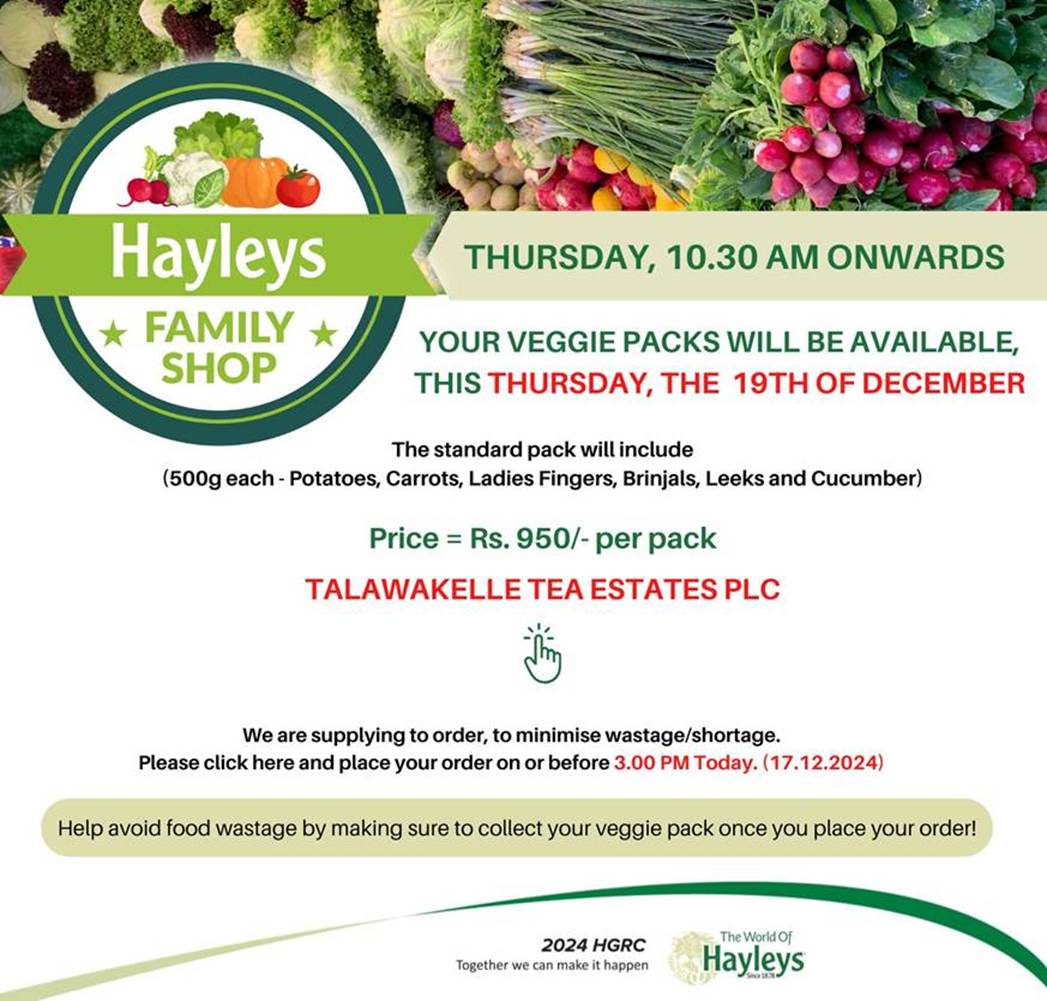 Hayleys
FAMILY
SHOP
THURSDAY, 10.30 AM ONWARDS
YOUR VEGGIE PACKS WILL BE AVAILABLE,
THIS THURSDAY, THE 19TH OF DECEMBER
The standard pack will include
(500g each - Potatoes, Carrots, Ladies Fingers, Brinjals, Leeks and Cucumber)
Price = Rs. 950/- per pack
TALAWAKELLE TEA ESTATES PLC
We are supplying to order, to minimise wastage/shortage.
Please click here and place your order on or before 3.00 PM Today. (17.12.2024)
Help avoid food wastage by making sure to collect your veggie pack once you place your order!
2024 HGRC
Together we can make it happen
The World Of
Hayleys
Since 1878